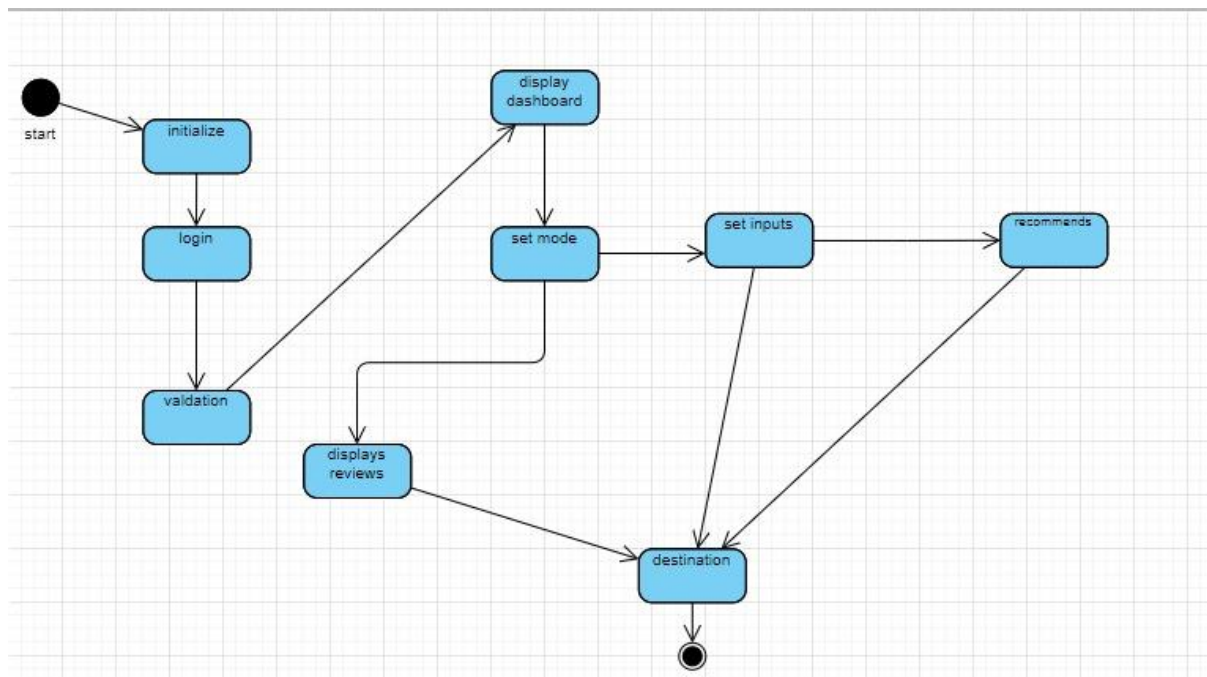 start
initialize
login
valdation
display
dashboard
set mode
set inputs
recommends
displays
reviews
destination